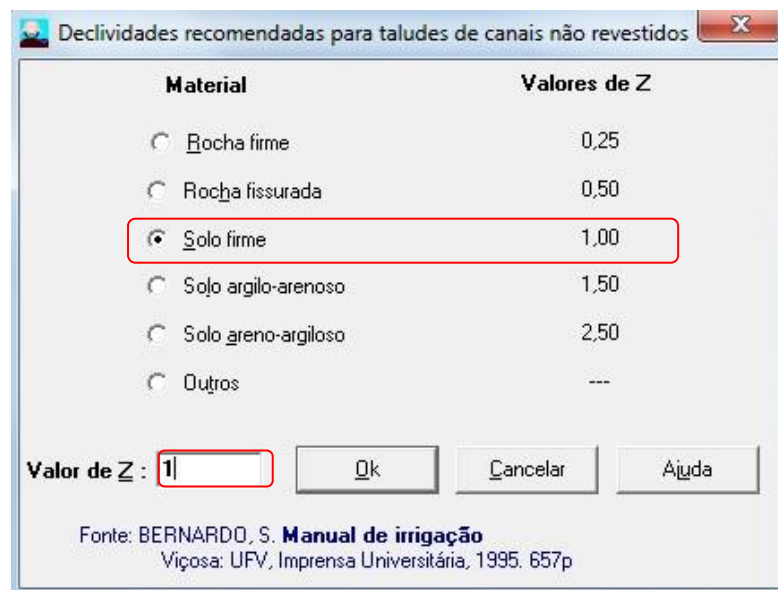 Declividades recomendadas para taludes de canais não revestidos X
Material Valores de Z
Rocha firme 0,25
Rocha fissurada 0,50
Solo firme 1,00
Solo argilo-arenoso 1,50
Solo areno-argiloso 2,50
Outros ---
Valor de Z : 1 Ok Cancelar Ajuda
Fonte: BERNARDO, S. Manual de irrigação
Viçosa: UFV, Imprensa Universitária, 1995. 657p